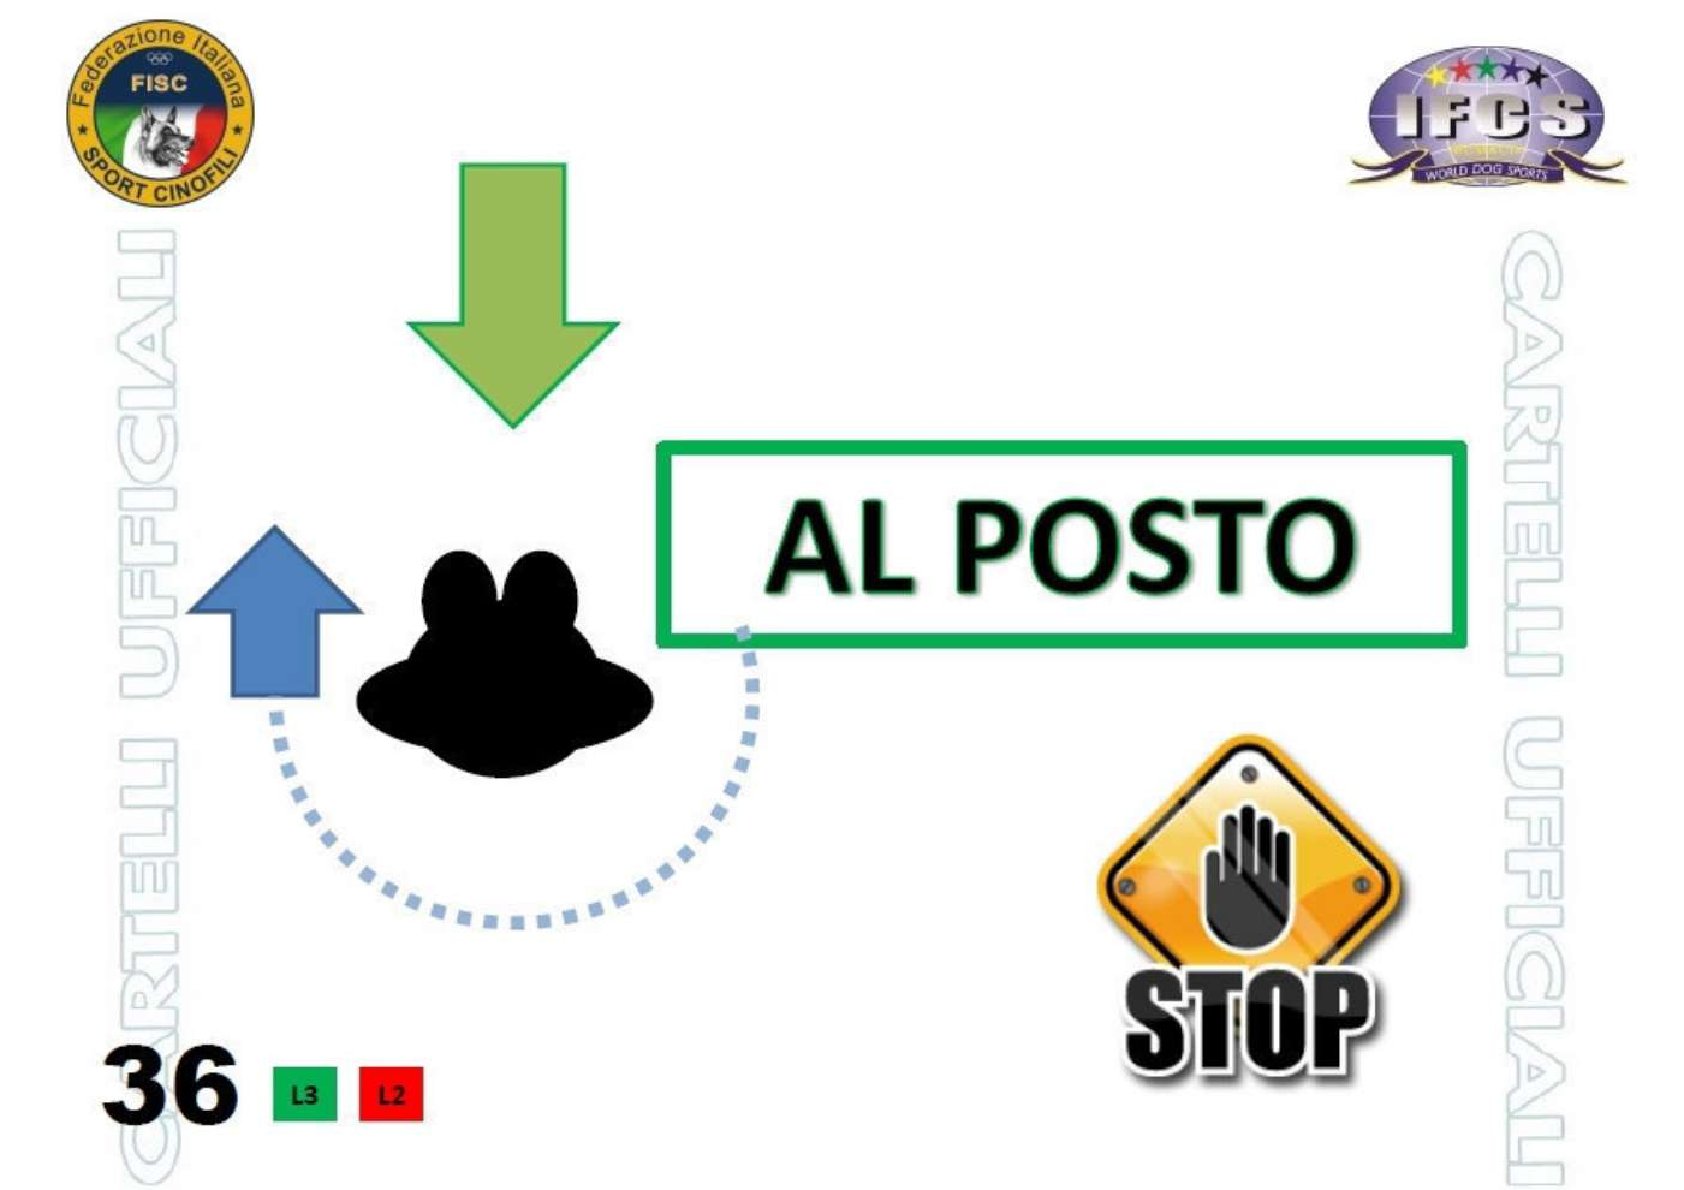 Federazione Italiana
FISC
SPORT CINOFILI
IFCS
WORLD DOG SPORTS
CARTELLI UFFICIALI
CARTELLI UFFICIALI
AL POSTO
STOP
36
L3
L2